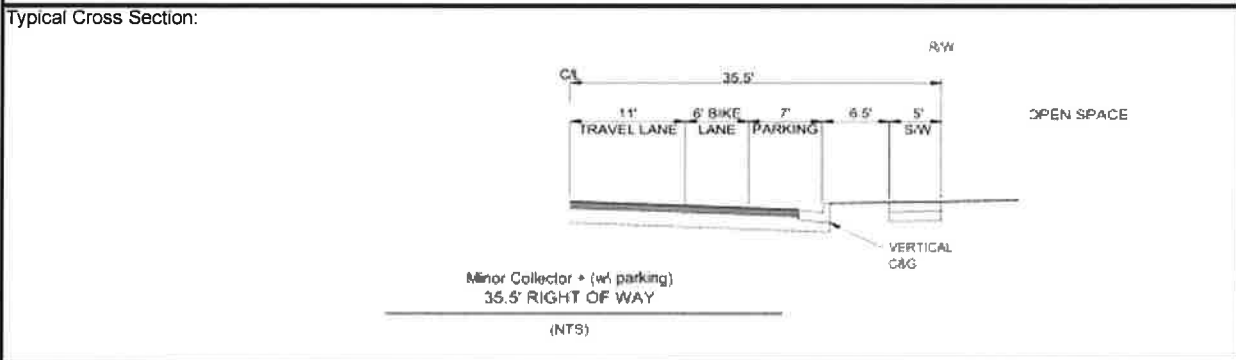 Typical Cross Section:
R/W
C/L
35.5'
11'
TRAVEL LANE
6' BIKE
LANE
7'
PARKING
6.5'
5'
S/W
OPEN SPACE
VERTICAL
C&G
Minor Collector + (w/ parking)
35.5' RIGHT OF WAY
(NTS)